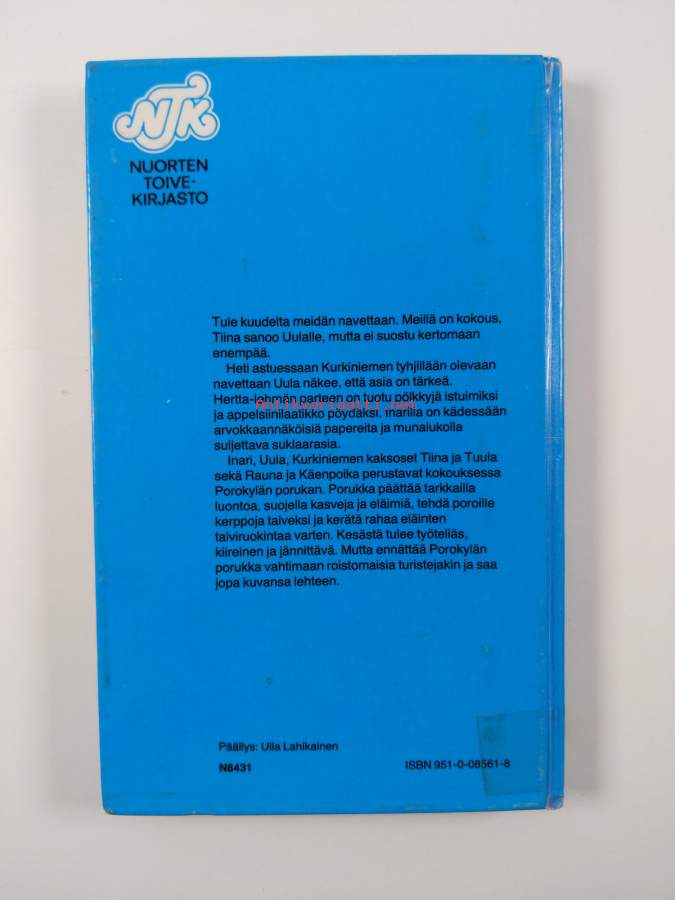 NTK
NUORTEN
TOIVE-
KIRJASTO
Tule kuudelta meidän navettaan. Meillä on kokous,
Tiina sanoo Uulalle, mutta ei suostu kertomaan
enempää.
Heti astuessaan Kurkiniemen tyhjillään olevaan
navettaan Uula näkee, että asia on tärkeä.
Hertta-lehmän parteen on tuotu pölkkyjä istuimiksi
ja appelsiinilaatikko pöydäksi, Inarilla on kädessään
arvokkaannäköisiä papereita ja munalukolla
suljettava suklaarasia.
Inari, Uula, Kurkiniemen kaksoset Tiina ja Tuula
sekä Rauna ja Käenpoika perustavat kokouksessa
Porokylän porukan. Porukka päättää tarkkailla
luontoa, suojella kasveja ja eläimiä, tehdä poroille
kerppoja talveksi ja kerätä rahaa eläinten
talviruokintaa varten. Kesästä tulee työteliäs,
kiireinen ja jännittävä. Mutta ennättää Porokylän
porukka vahtimaan roistomaisia turistejakin ja saa
jopa kuvansa lehteen.
Antikvariaatti.net
Päällys: Ulla Lahikainen
N8431
ISBN 951-0-08561-8